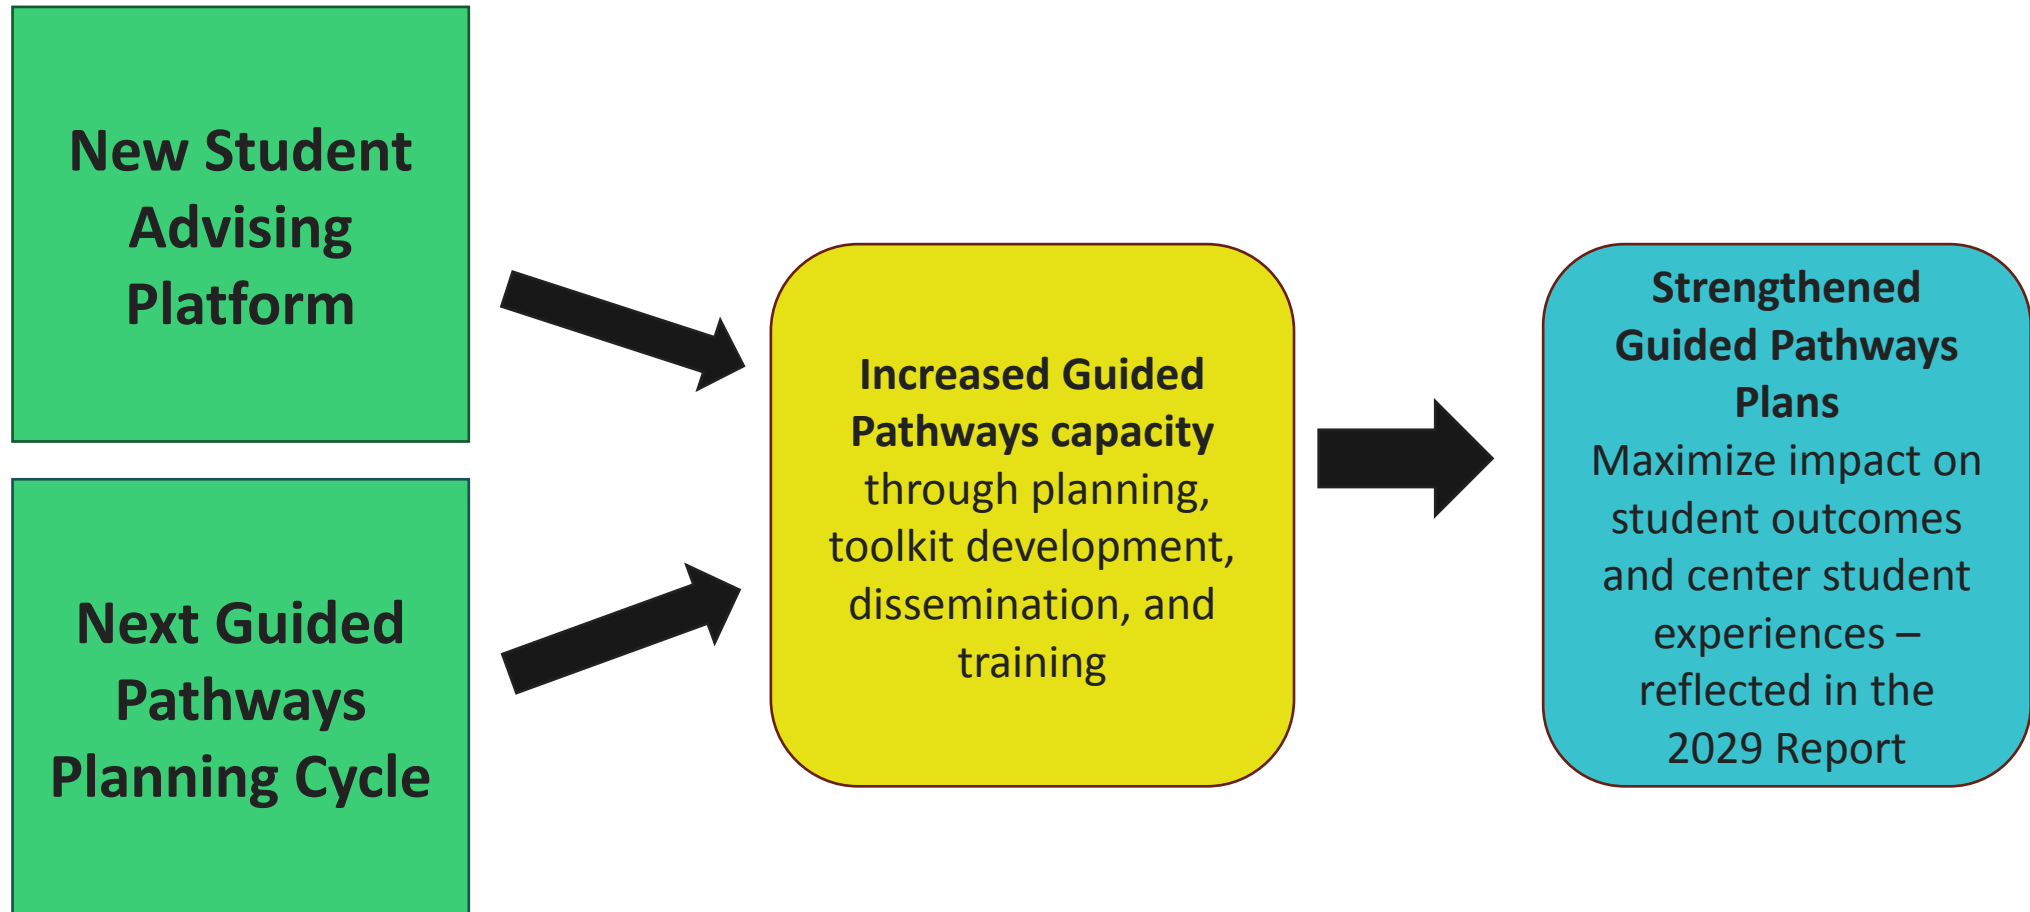 New Student
Advising
Platform
Next Guided
Pathways
Planning Cycle
Increased Guided
Pathways capacity
through planning,
toolkit development,
dissemination, and
training
Strengthened
Guided Pathways
Plans
Maximize impact on
student outcomes
and center student
experiences –
reflected in the
2029 Report